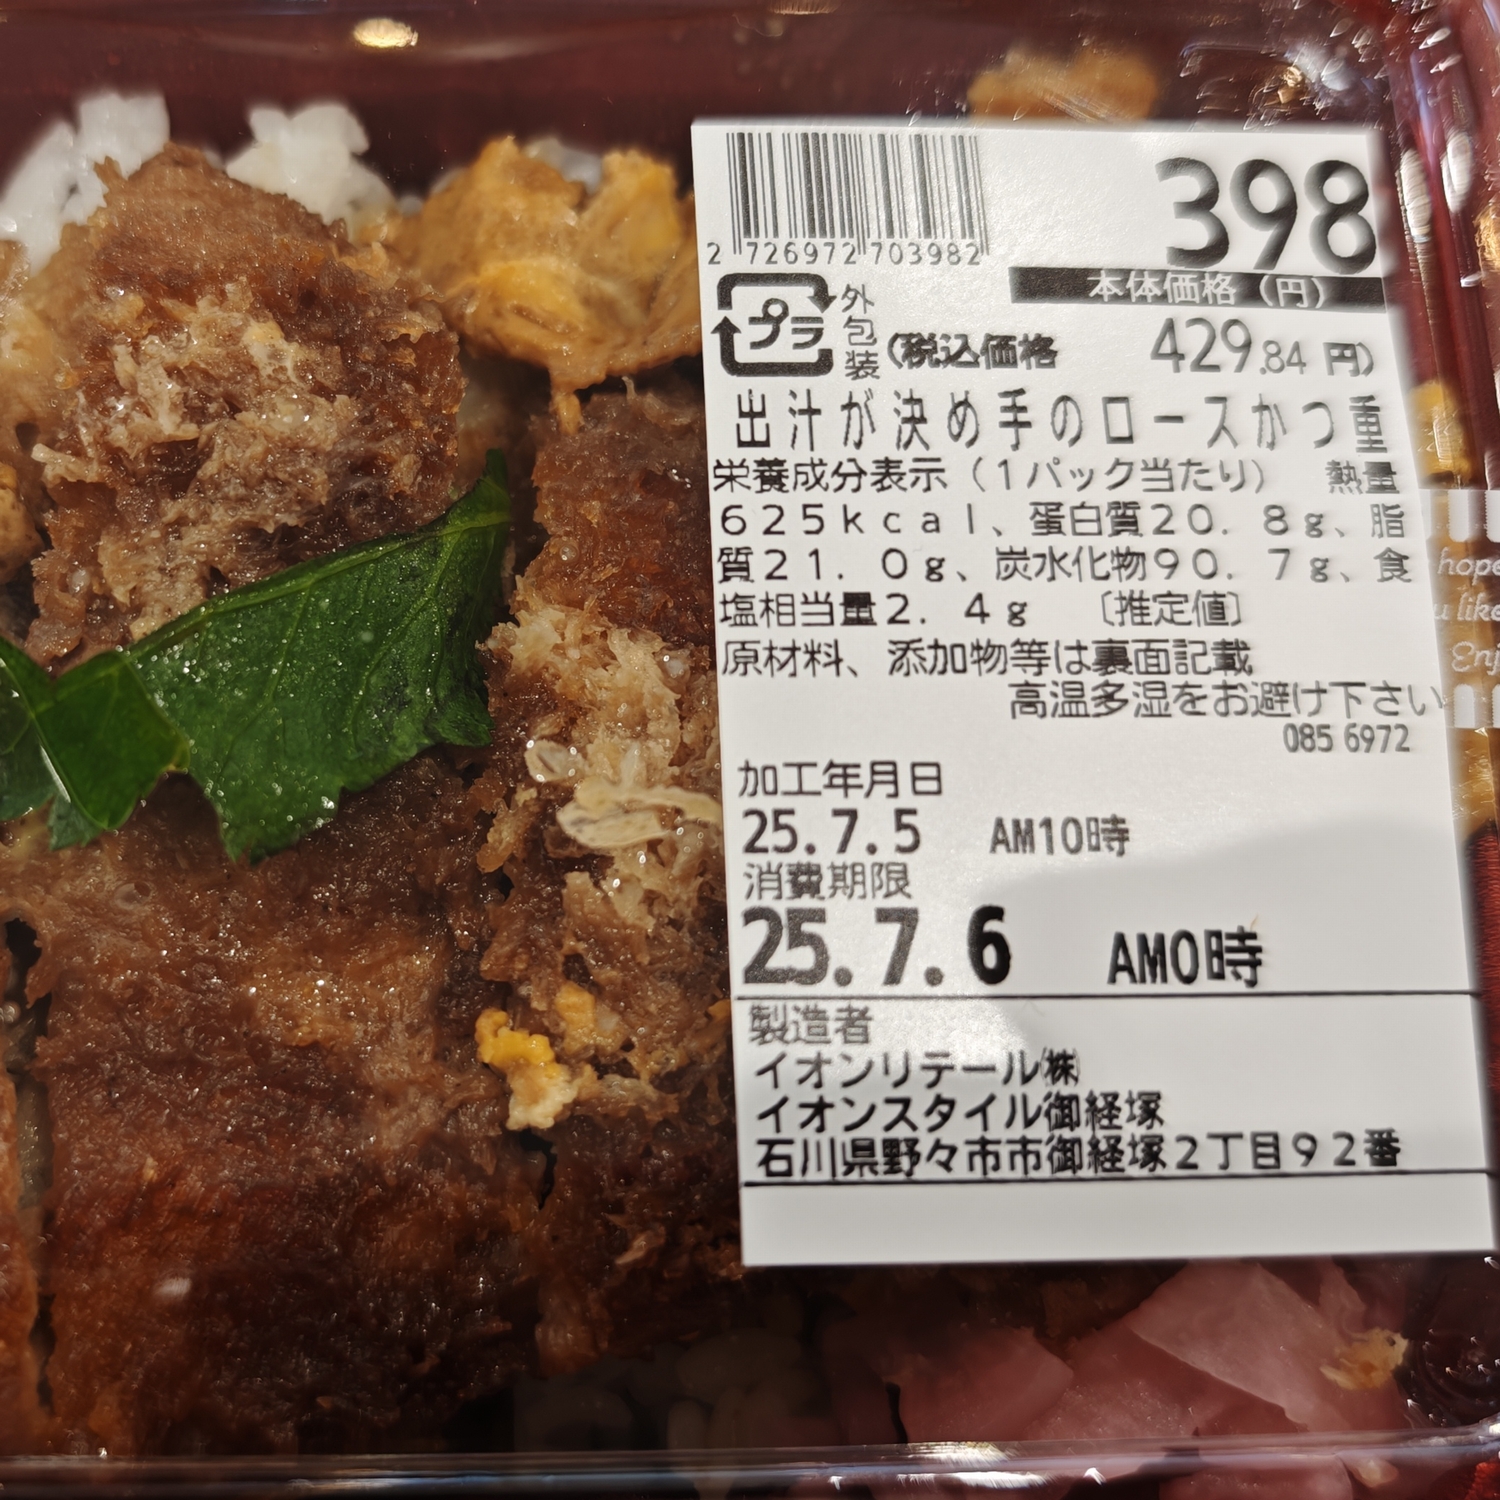 398
2 726972 703982
本体価格（円）
プラ
外包装
(税込価格 429.84 円)
出汁が決め手のロースかつ重
栄養成分表示（1パック当たり） 熱量
625kcal、蛋白質20.8g、脂
質21.0g、炭水化物90.7g、食
塩相当量2.4g ［推定値］
原材料、添加物等は裏面記載
高温多湿をお避け下さい
085 6972
加工年月日
25.7.5 AM10時
消費期限
25.7.6 AM0時
製造者
イオンリテール㈱
イオンスタイル御経塚
石川県野々市市御経塚2丁目92番
hope
u like
Enj